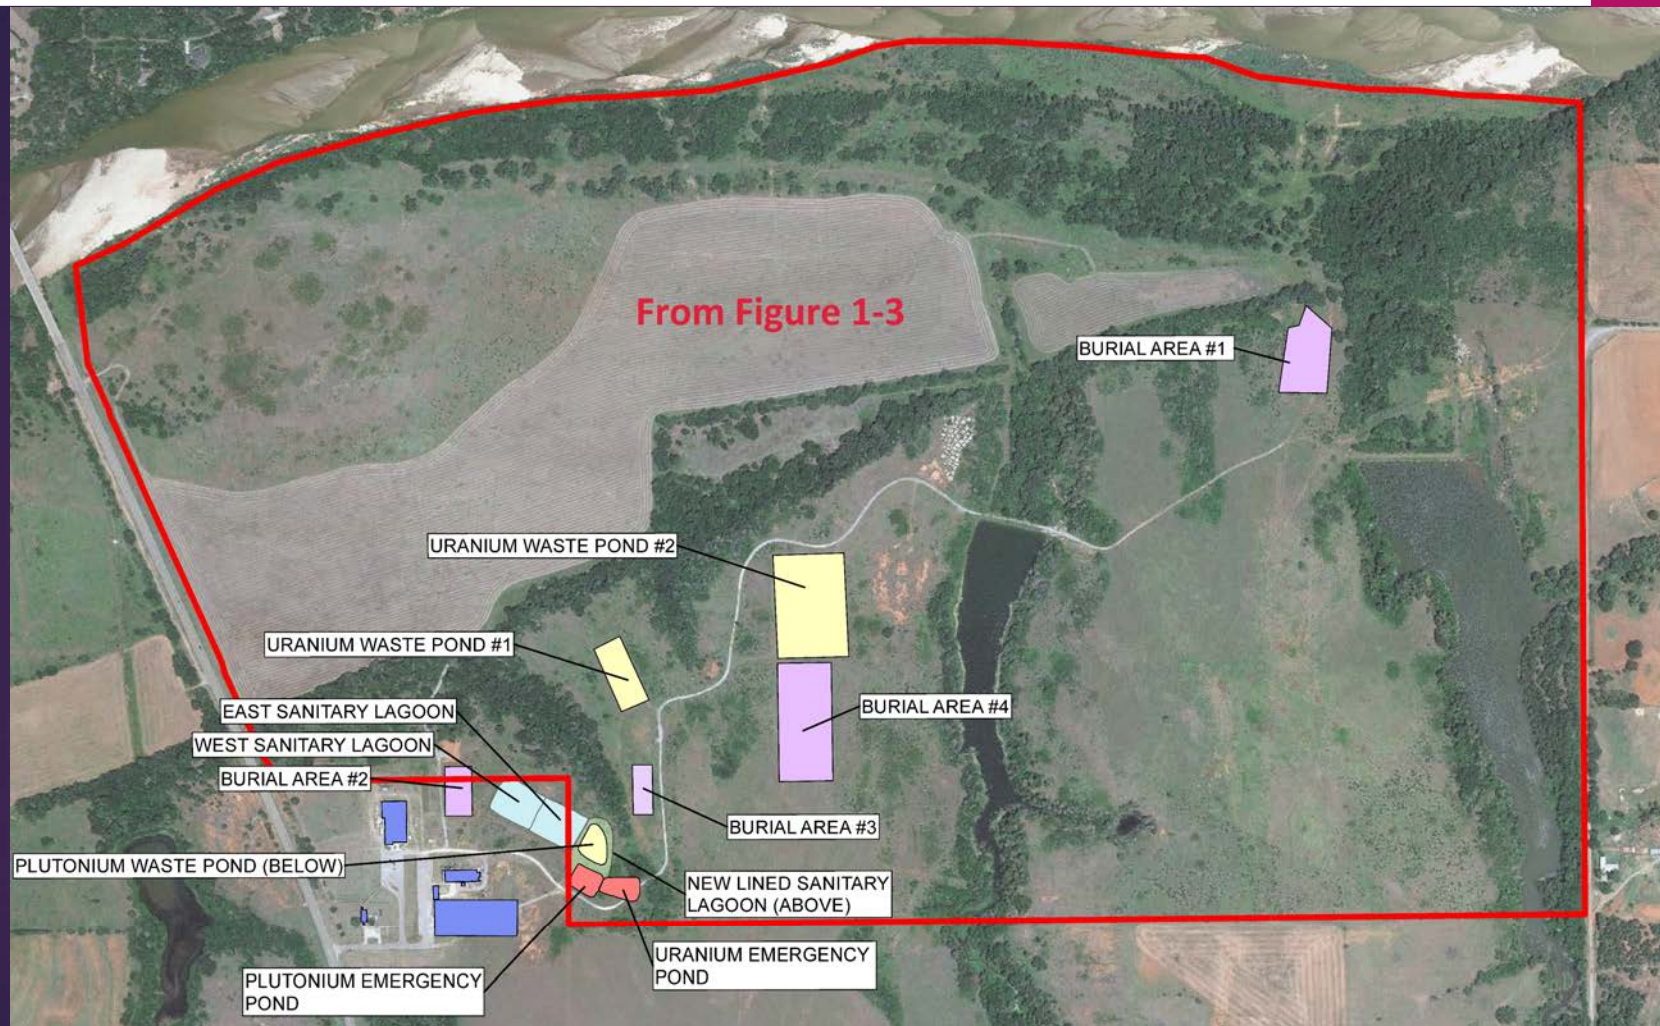 From Figure 1-3
BURIAL AREA #1
URANIUM WASTE POND #2
URANIUM WASTE POND #1
EAST SANITARY LAGOON
BURIAL AREA #4
WEST SANITARY LAGOON
BURIAL AREA #2
BURIAL AREA #3
PLUTONIUM WASTE POND (BELOW)
NEW LINED SANITARY
LAGOON (ABOVE)
URANIUM EMERGENCY
POND
PLUTONIUM EMERGENCY
POND